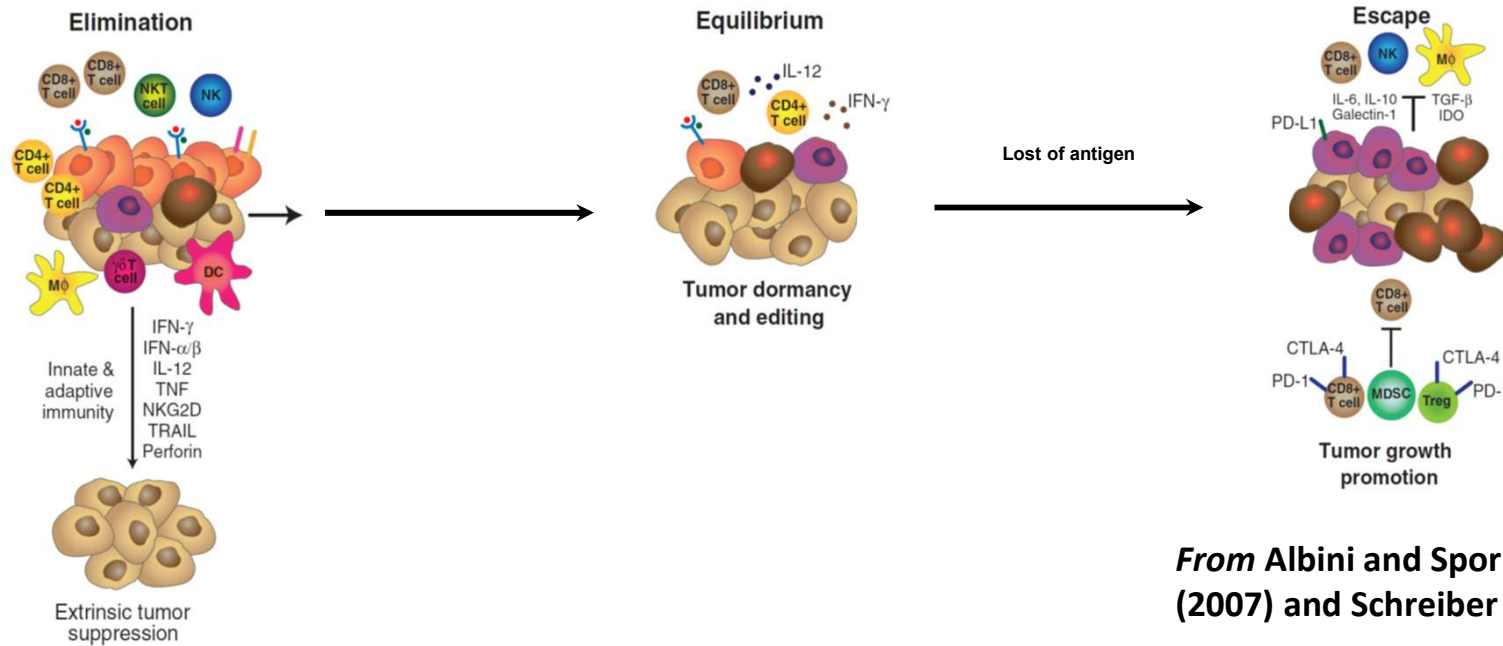 Elimination
CD8+
T cell
CD8+
T cell
NKT
cell
NK
CD4+
T cell
CD4+
T cell
Mϕ
γδT
cell
DC
Innate &
adaptive
immunity
IFN-γ
IFN-α/β
IL-12
TNF
NKG2D
TRAIL
Perforin
Extrinsic tumor
suppression
Equilibrium
CD8+
T cell
IL-12
CD4+
T cell
IFN-γ
Tumor dormancy
and editing
Lost of antigen
Escape
CD8+
T cell
NK
Mϕ
IL-6, IL-10
Galectin-1
TGF-β
IDO
PD-L1
CD8+
T cell
CTLA-4
PD-1
CD8+
T cell
MDSC
Treg
CTLA-4
PD-
Tumor growth
promotion
From Albini and Spor
(2007) and Schreiber